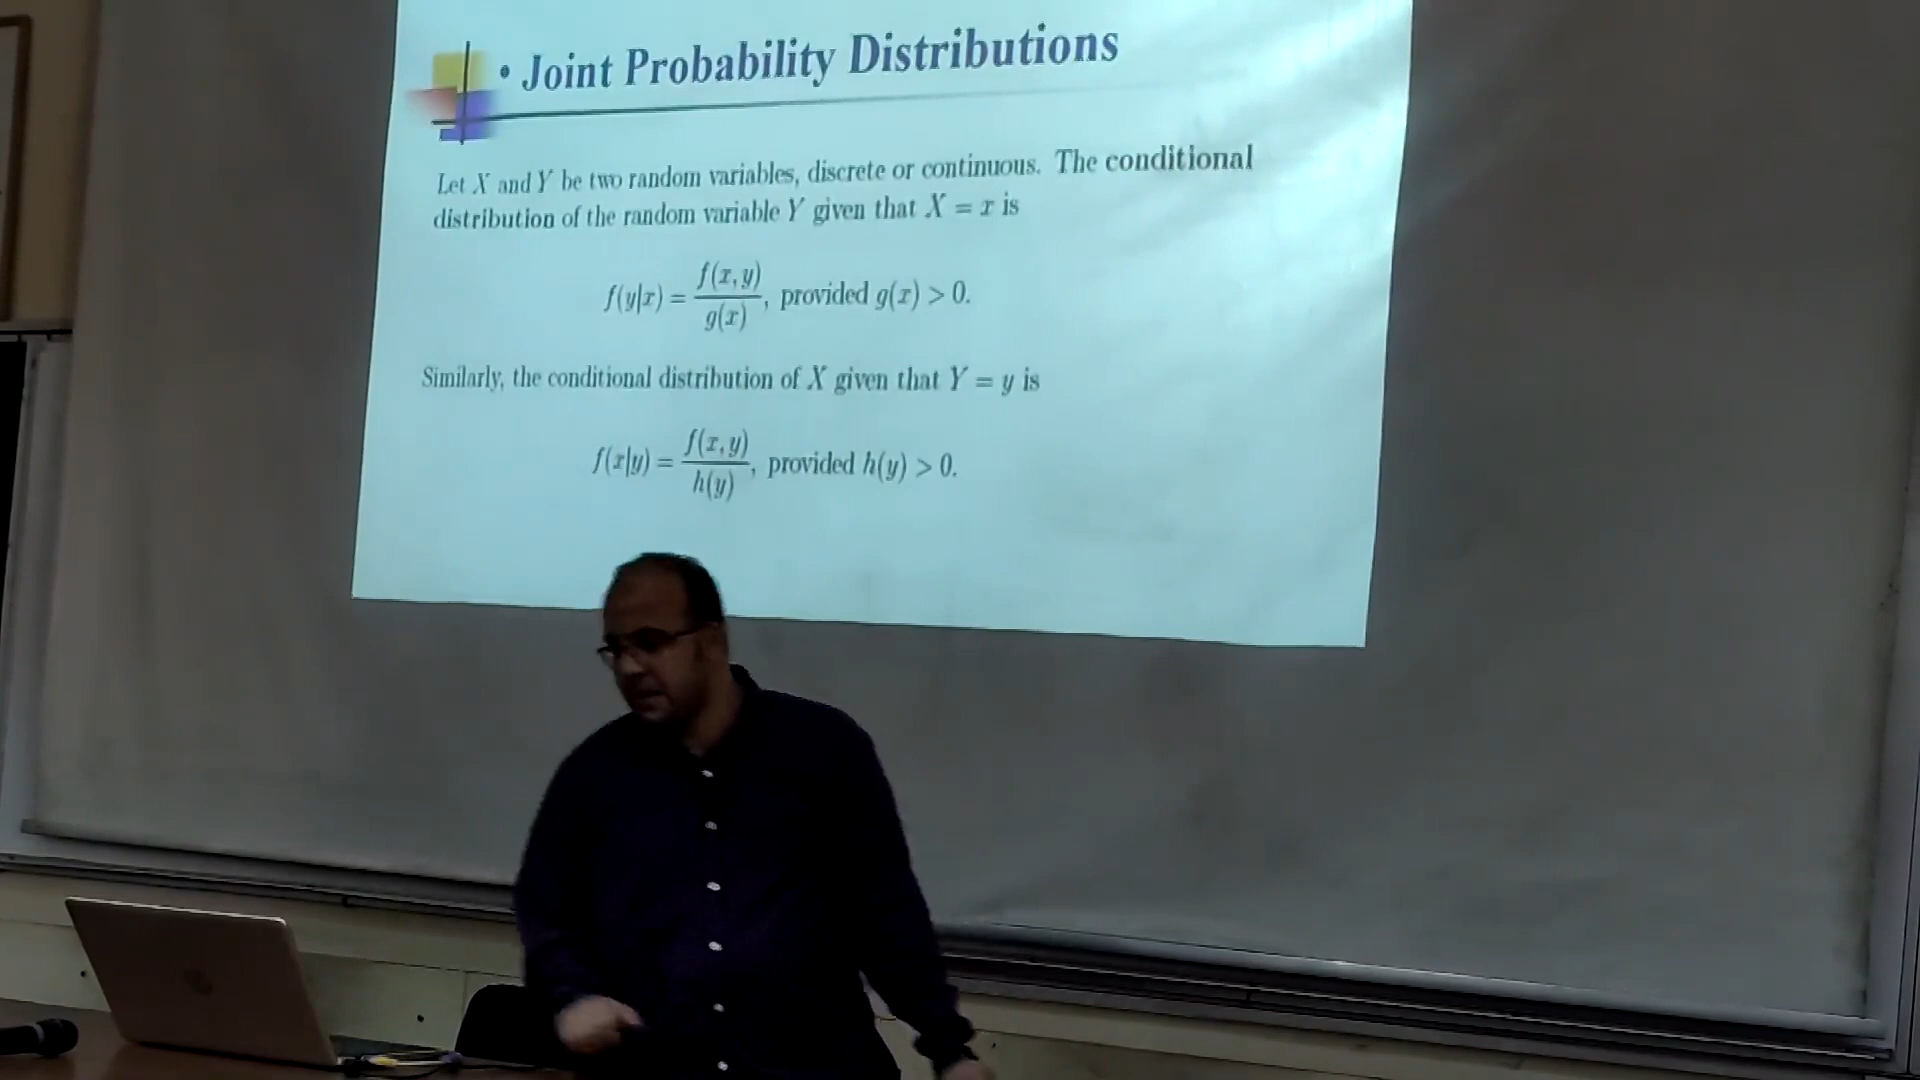 • Joint Probability Distributions
Let X and Y be two random variables, discrete or continuous. The conditional
distribution of the random variable Y given that X = x is
f(y|x) = f(x,y)/g(x), provided g(x) > 0.
Similarly, the conditional distribution of X given that Y = y is
f(x|y) = f(x,y)/h(y), provided h(y) > 0.